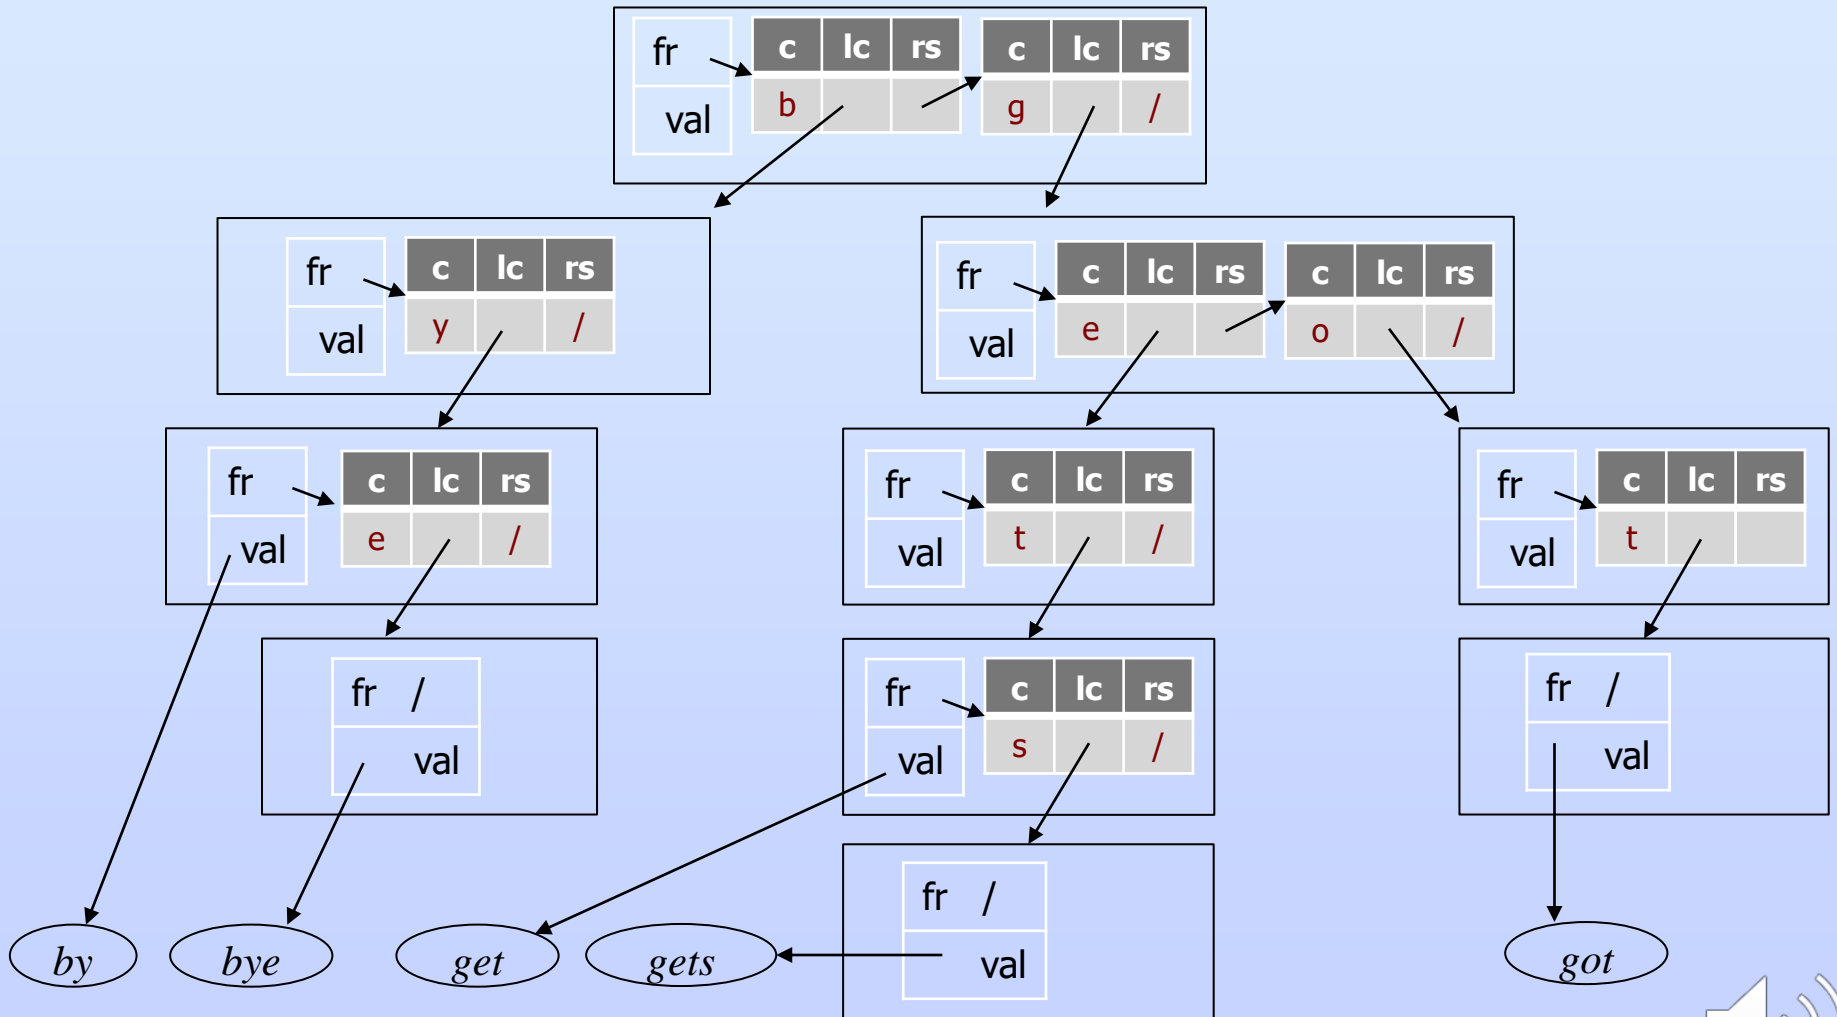 fr c lc rs c lc rs
val b g /
fr c lc rs
val y /
fr c lc rs c lc rs
val e o /
fr c lc rs
val e /
fr c lc rs
val t /
fr c lc rs
val t
fr /
val
fr c lc rs
val s /
fr /
val
fr /
val
by bye get gets got